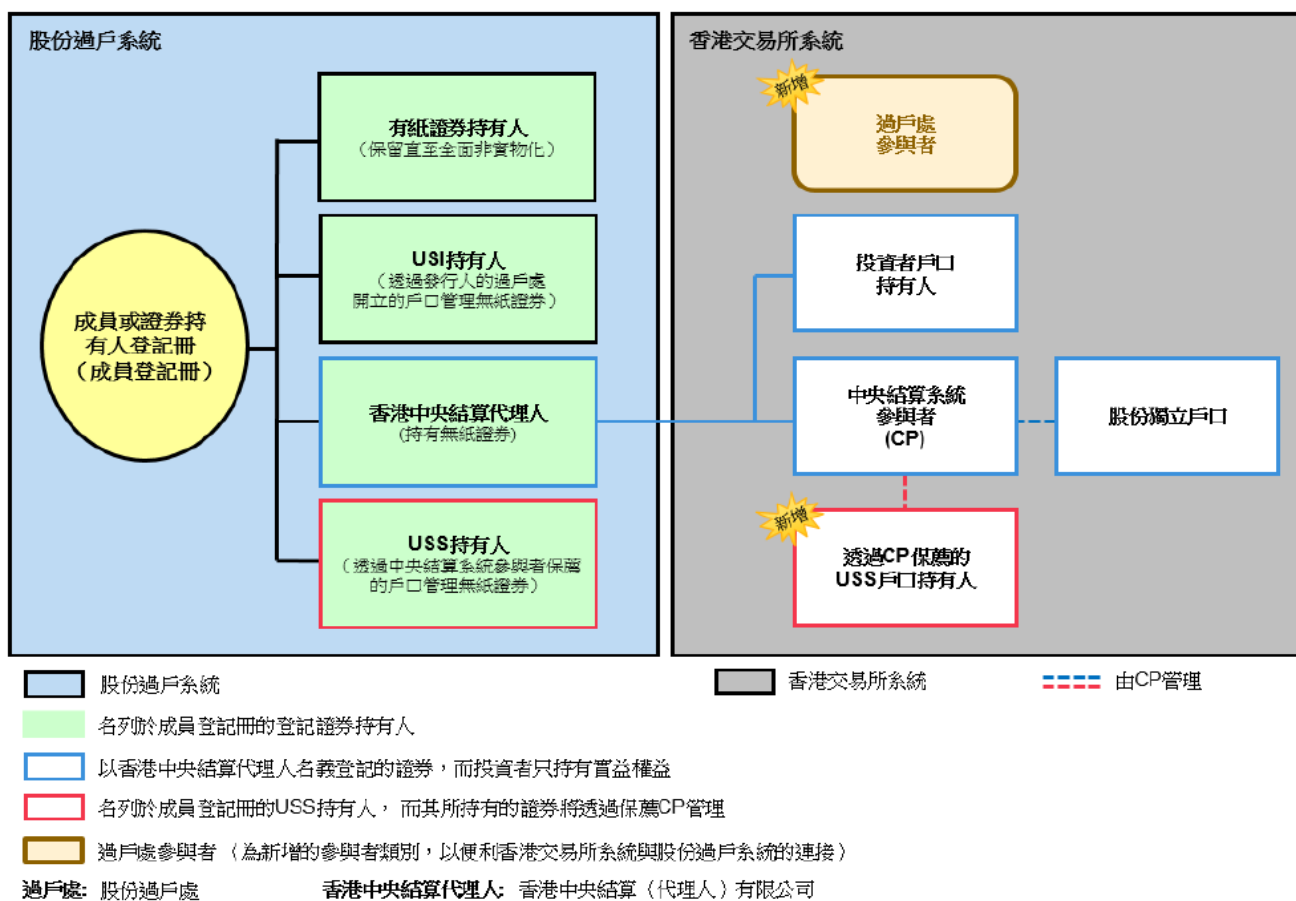 股份過戶系統
有紙證券持有人
（保留直至全面非實物化）
USI持有人
（透過發行人的過戶處
開立的戶口管理無紙證券）
成員或證券持
有人登記冊
（成員登記冊）
香港中央結算代理人
(持有無紙證券)
USS持有人
（透過中央結算系統參與者保薦
的戶口管理無紙證券）
香港交易所系統
新增
過戶處
參與者
投資者戶口
持有人
中央結算系統
參與者
(CP)
股份獨立戶口
新增
透過CP保薦的
USS戶口持有人
股份過戶系統
香港交易所系統
由CP管理
名列於成員登記冊的登記證券持有人
以香港中央結算代理人名義登記的證券，而投資者只持有實益權益
名列於成員登記冊的USS持有人， 而其所持有的證券將透過保薦CP管理
過戶處參與者 （為新增的參與者類別，以便利香港交易所系統與股份過戶系統的連接）
過戶處: 股份過戶處 香港中央結算代理人: 香港中央結算（代理人）有限公司